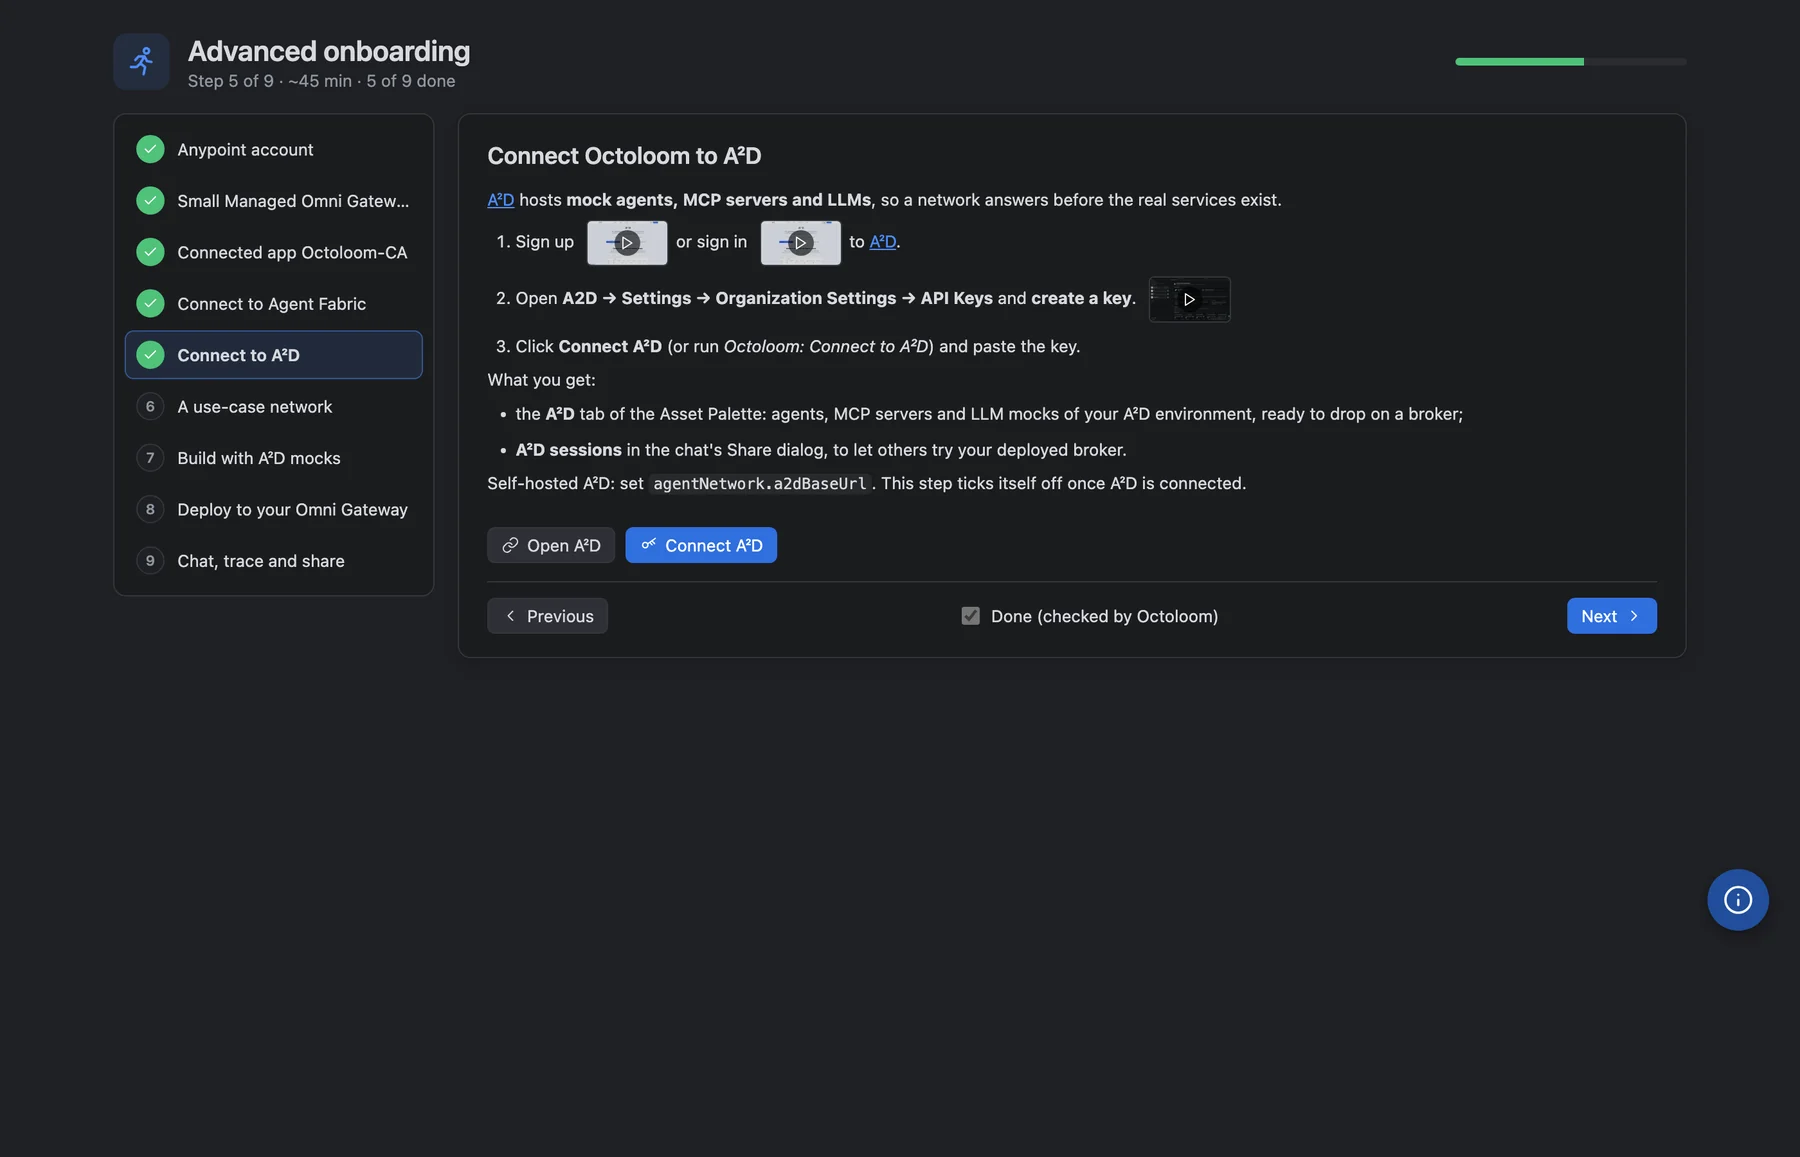 Advanced onboarding
Step 5 of 9 · ~45 min · 5 of 9 done
Anypoint account
Small Managed Omni Gatew...
Connected app Octoloom-CA
Connect to Agent Fabric
Connect to A²D
6 A use-case network
7 Build with A²D mocks
8 Deploy to your Omni Gateway
9 Chat, trace and share
Connect Octoloom to A²D
A²D hosts mock agents, MCP servers and LLMs, so a network answers before the real services exist.
1. Sign up or sign in to A²D.
2. Open A2D → Settings → Organization Settings → API Keys and create a key.
3. Click Connect A²D (or run Octoloom: Connect to A²D) and paste the key.
What you get:
• the A²D tab of the Asset Palette: agents, MCP servers and LLM mocks of your A²D environment, ready to drop on a broker;
• A²D sessions in the chat's Share dialog, to let others try your deployed broker.
Self-hosted A²D: set agentNetwork.a2dBaseUrl. This step ticks itself off once A²D is connected.
Open A²D Connect A²D
Previous Done (checked by Octoloom) Next